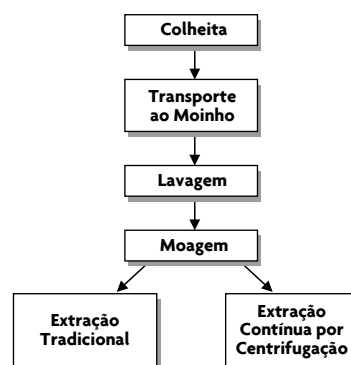 Colheita
Transporte
ao Moinho
Lavagem
Moagem
Extração
Tradicional
Extração
Contínua por
Centrifugação